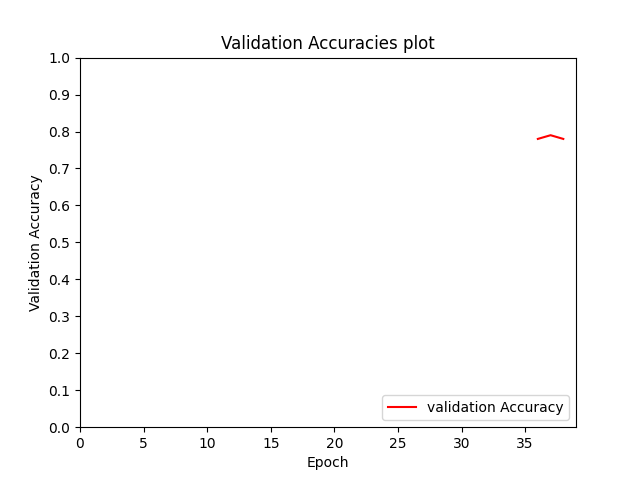 Validation Accuracies plot
1.0
0.9
0.8
0.7
0.6
0.5
0.4
0.3
0.2
0.1
0.0
Validation Accuracy
validation Accuracy
0 5 10 15 20 25 30 35
Epoch